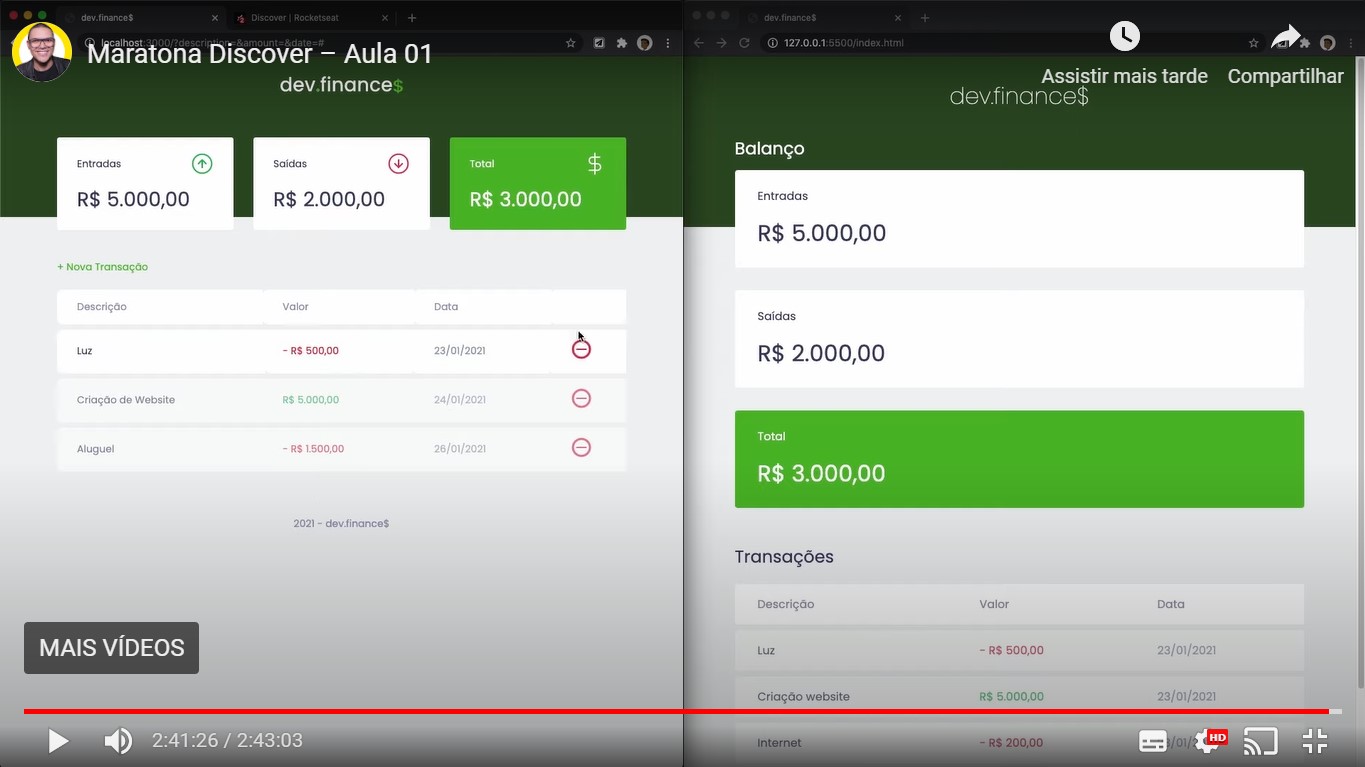 dev.finance$
Discover | Rocketseat
dev.finance$
localhost:3000/?description=&amount=&date=#
127.0.0.1:5500/index.html
Maratona Discover – Aula 01
Assistir mais tarde
Compartilhar
dev.finance$
Entradas
R$ 5.000,00
Saídas
R$ 2.000,00
Total
$
R$ 3.000,00
+ Nova Transação
Descrição Valor Data
Luz - R$ 500,00 23/01/2021
Criação de Website R$ 5.000,00 24/01/2021
Aluguel - R$ 1.500,00 26/01/2021
2021 - dev.finance$
dev.finance$
Balanço
Entradas
R$ 5.000,00
Saídas
R$ 2.000,00
Total
R$ 3.000,00
Transações
Descrição Valor Data
Luz - R$ 500,00 23/01/2021
Criação website R$ 5.000,00 23/01/2021
Internet - R$ 200,00
MAIS VÍDEOS
2:41:26 / 2:43:03
HD